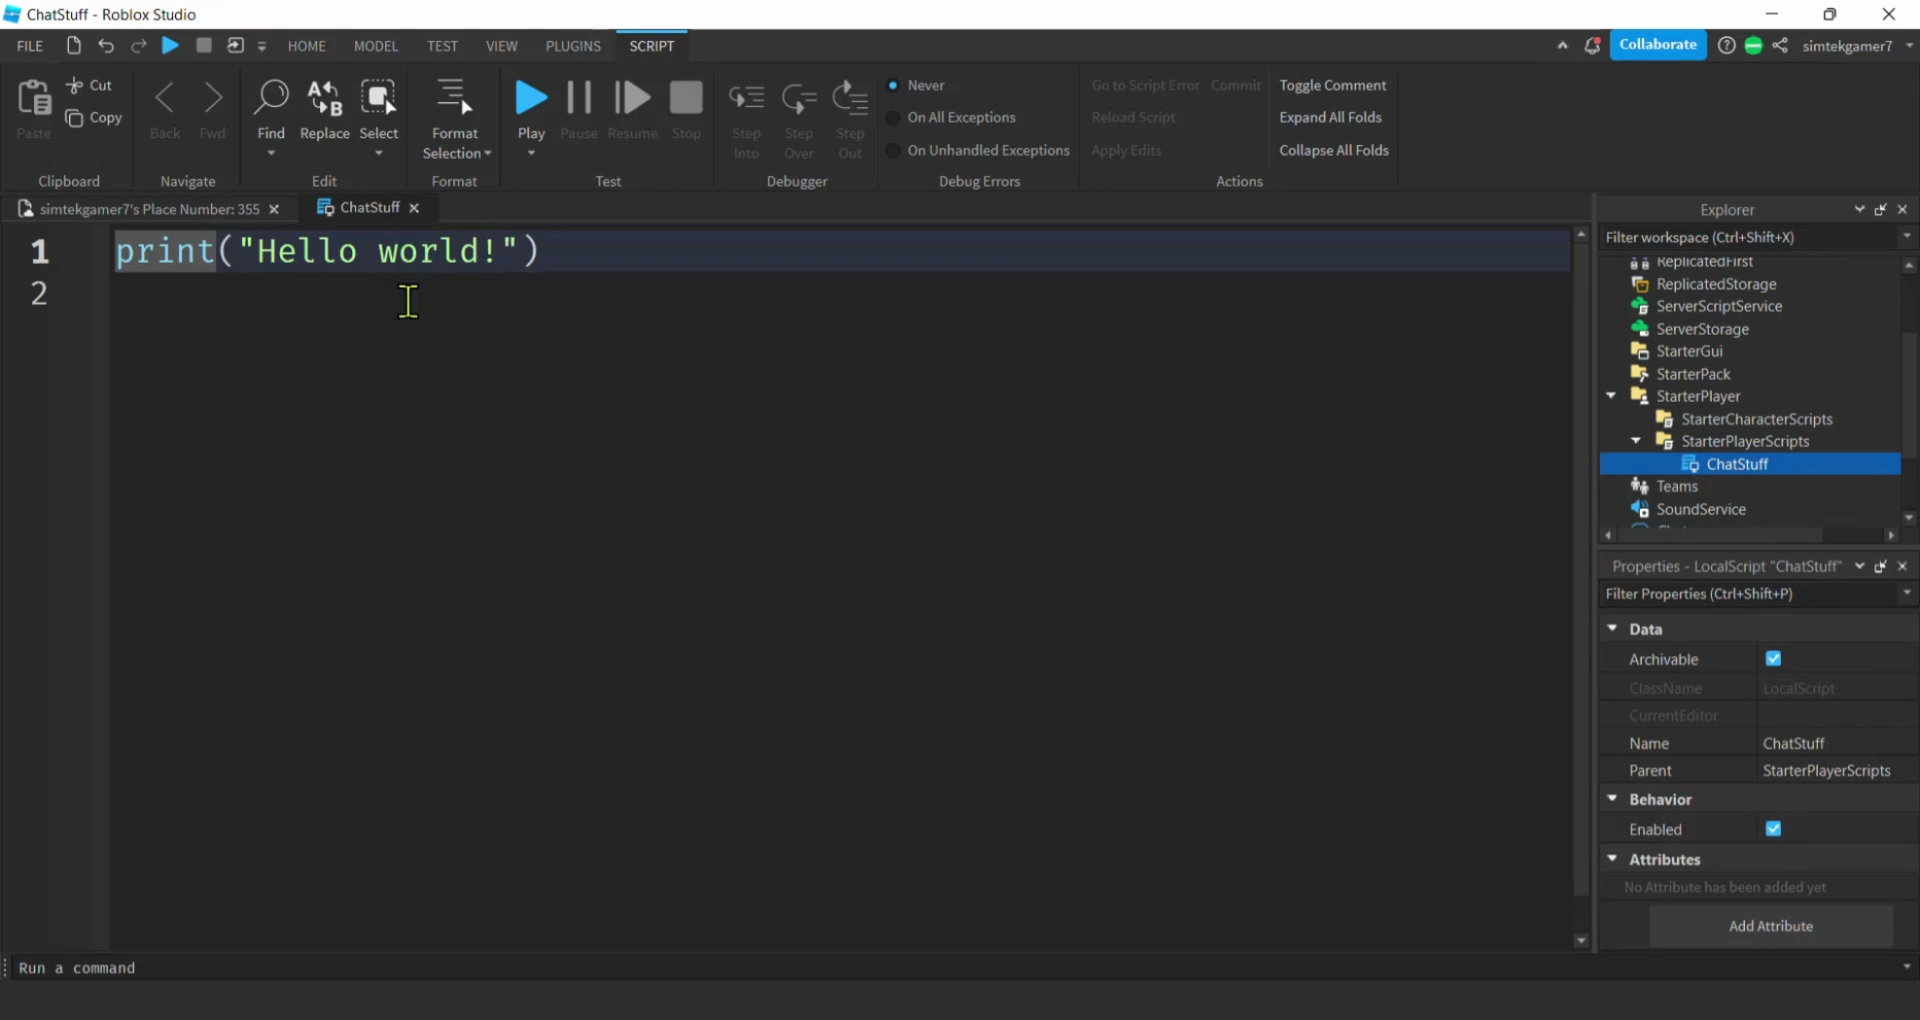 ChatStuff - Roblox Studio
FILE HOME MODEL TEST VIEW PLUGINS SCRIPT Collaborate simtekgamer7
Paste Cut Copy Back Fwd Find Replace Select Format Selection Play Pause Resume Stop Step Into Step Over Step Out
Never
On All Exceptions
On Unhandled Exceptions
Go to Script Error Commit
Reload Script
Apply Edits
Toggle Comment
Expand All Folds
Collapse All Folds
Clipboard Navigate Edit Format Test Debugger Debug Errors Actions
simtekgamer7's Place Number: 355 ChatStuff
1 print("Hello world!")
2
Explorer
Filter workspace (Ctrl+Shift+X)
ReplicatedFirst
ReplicatedStorage
ServerScriptService
ServerStorage
StarterGui
StarterPack
StarterPlayer
StarterCharacterScripts
StarterPlayerScripts
ChatStuff
Teams
SoundService
Properties - LocalScript "ChatStuff"
Filter Properties (Ctrl+Shift+P)
Data
Archivable
ClassName LocalScript
CurrentEditor
Name ChatStuff
Parent StarterPlayerScripts
Behavior
Enabled
Attributes
No Attribute has been added yet
Add Attribute
Run a command